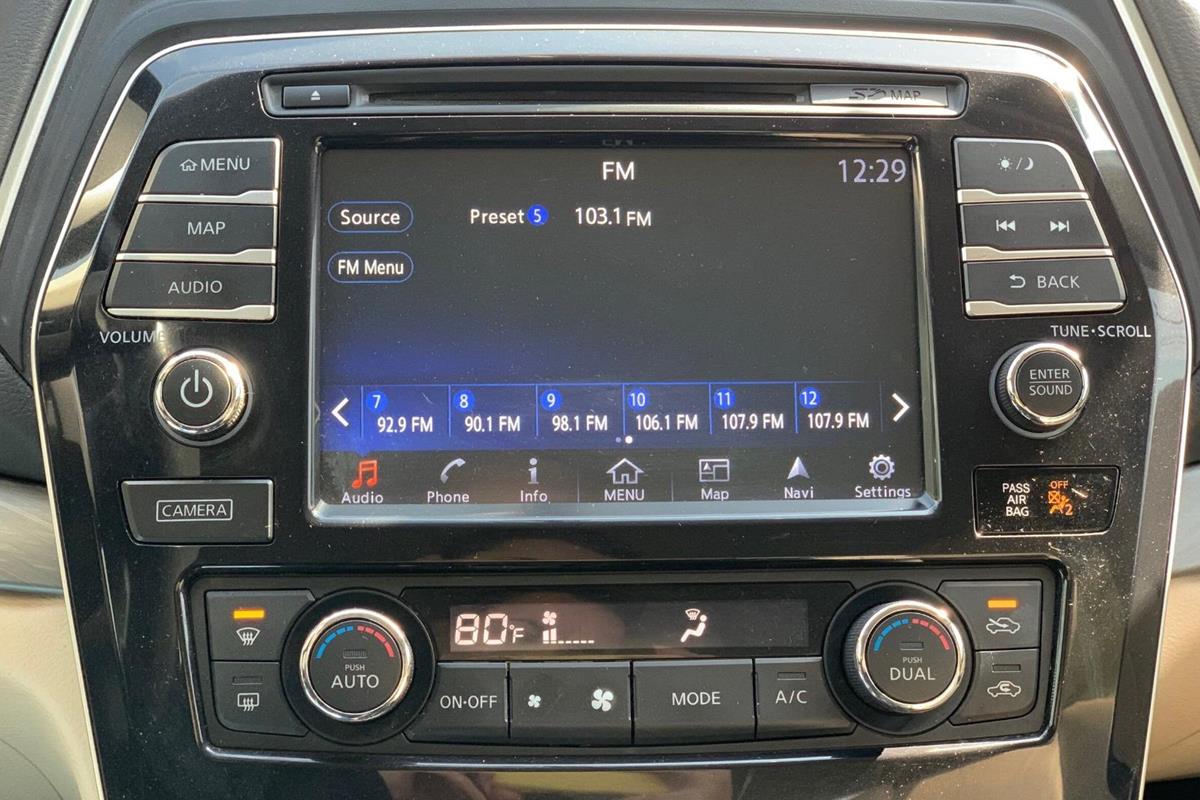 SD MAP
MENU
MAP
AUDIO
VOLUME
CAMERA
FM
12:29
Source
Preset 5 103.1 FM
FM Menu
7 8 9 10 11 12
92.9 FM 90.1 FM 98.1 FM 106.1 FM 107.9 FM 107.9 FM
Audio Phone Info MENU Map Navi Settings
BACK
TUNE·SCROLL
ENTER
SOUND
PASS
AIR
BAG
OFF
2
80°F
PUSH
AUTO
ON·OFF
MODE
A/C
PUSH
DUAL